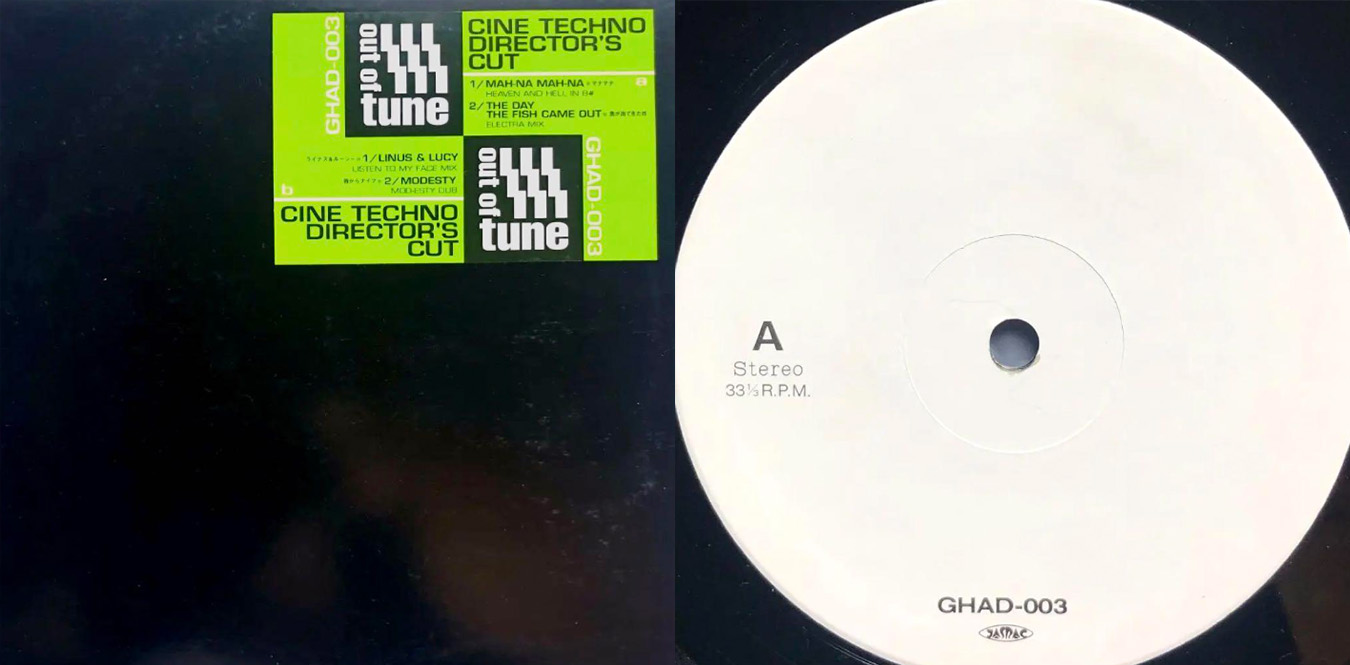 GHAD-003
out of
tune
CINE TECHNO
DIRECTOR'S
CUT
a
1/MAH-NA MAH-NA
HEAVEN AND HELL IN B#
2/THE DAY
THE FISH CAME OUT
ELECTRA MIX
1/LINUS & LUCY
LISTEN TO MY FACE MIX
2/MODESTY
MOD-ESTY DUB
b
CINE TECHNO
DIRECTOR'S
CUT
out of
tune
GHAD-003
A
Stereo
33⅓R.P.M.
GHAD-003